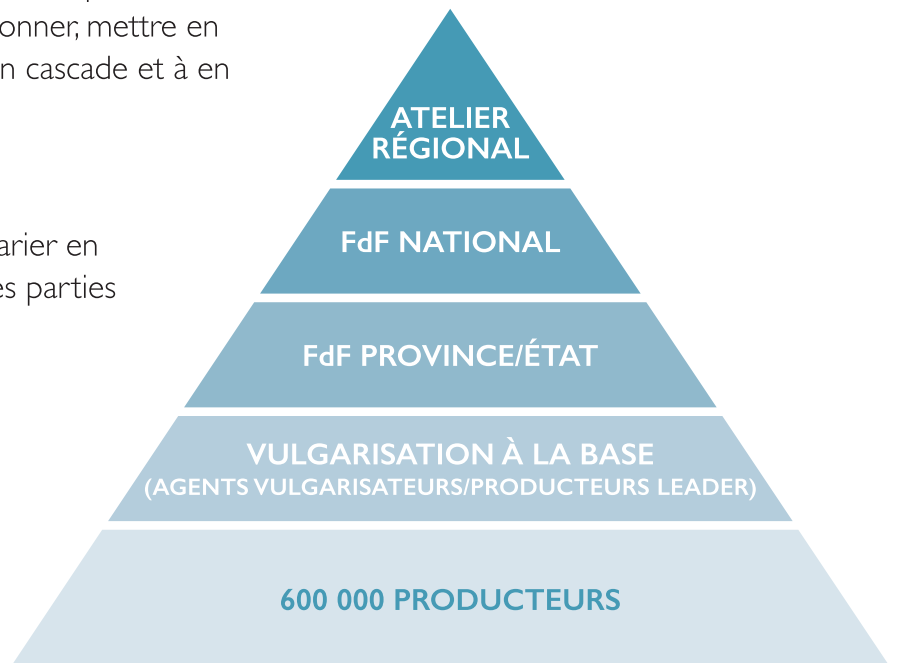 onner, mettre en
n cascade et à en
arier en
es parties
ATELIER
RÉGIONAL
FdF NATIONAL
FdF PROVINCE/ÉTAT
VULGARISATION À LA BASE
(AGENTS VULGARISATEURS/PRODUCTEURS LEADER)
600 000 PRODUCTEURS